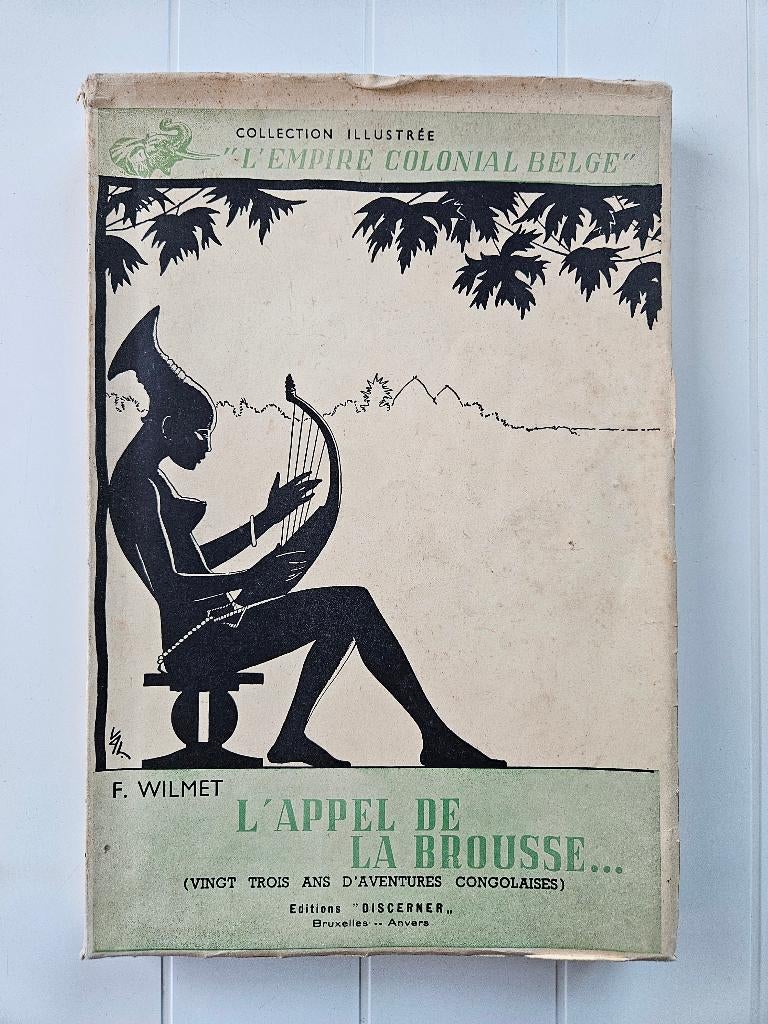 COLLECTION ILLUSTRÉE
"L'EMPIRE COLONIAL BELGE"
F. WILMET
L'APPEL DE
LA BROUSSE...
(VINGT TROIS ANS D'AVENTURES CONGOLAISES)
Editions "DISCERNER„
Bruxelles -- Anvers